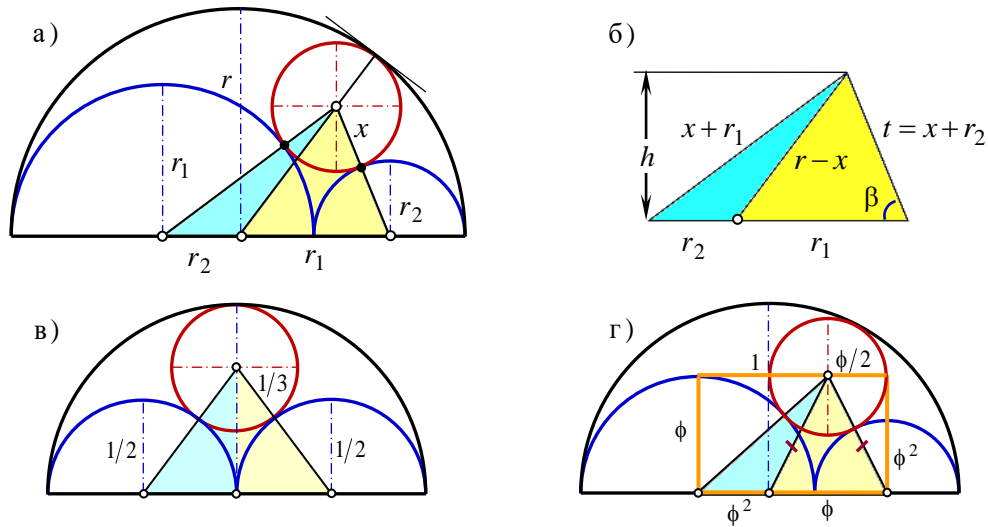 а)
r
x
r₁
r₂
r₂
r₁
б)
h
x + r₁
r − x
t = x + r₂
β
r₂
r₁
в)
1/3
1/2
1/2
г)
1
ϕ/2
ϕ
ϕ²
ϕ²
ϕ